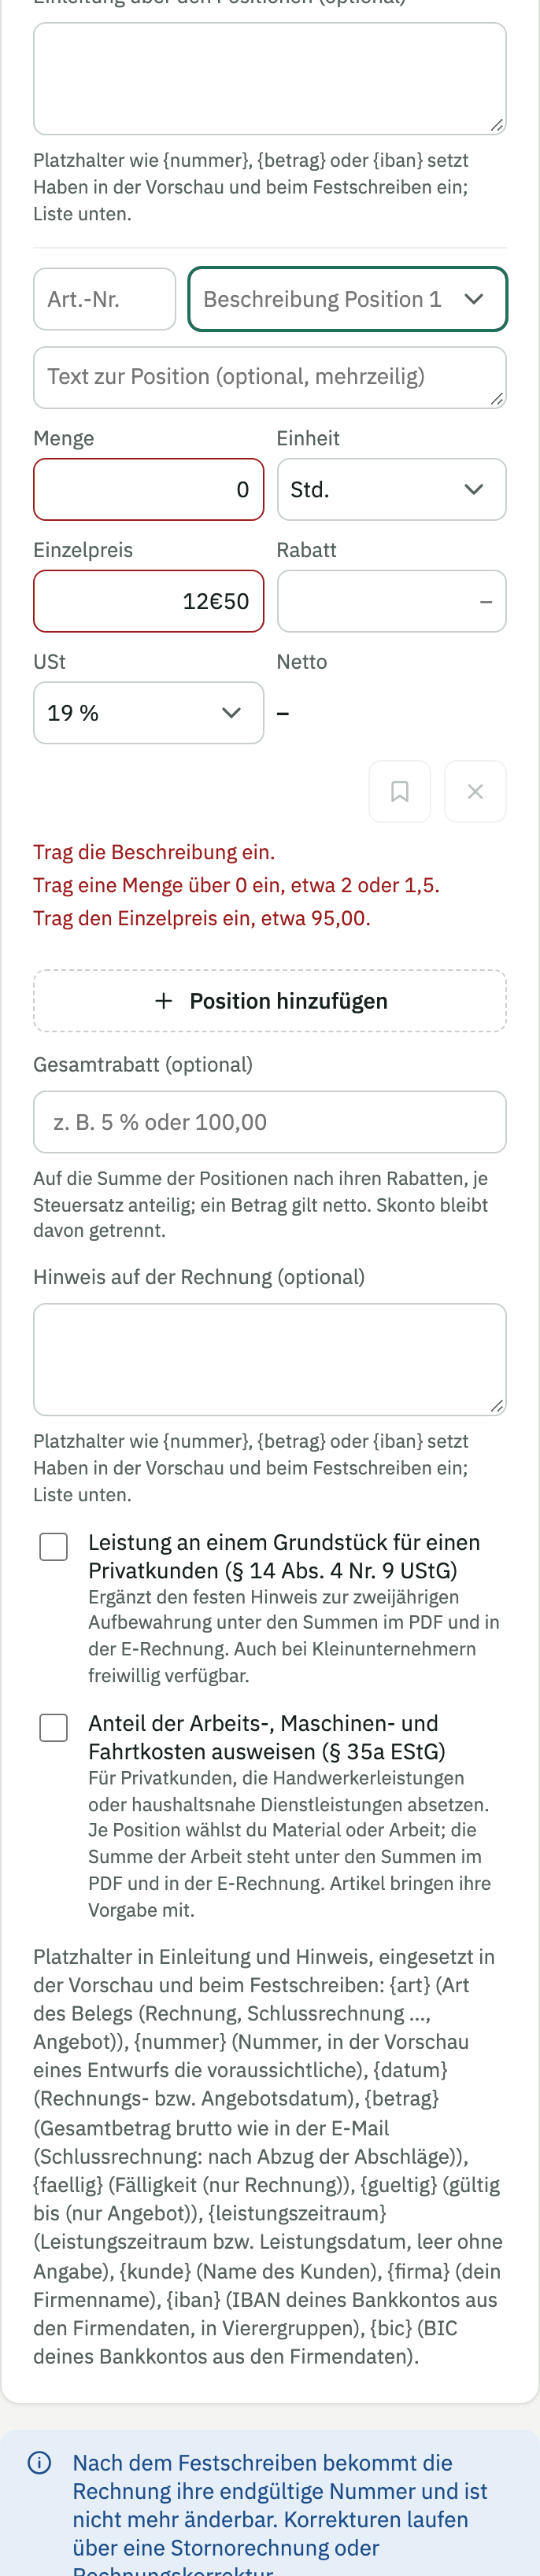 Einleitung über den Positionen (optional)
Platzhalter wie {nummer}, {betrag} oder {iban} setzt
Haben in der Vorschau und beim Festschreiben ein;
Liste unten.
Art.-Nr.
Beschreibung Position 1
Text zur Position (optional, mehrzeilig)
Menge
Einheit
0
Std.
Einzelpreis
Rabatt
12€50
–
USt
Netto
19 %
–
Trag die Beschreibung ein.
Trag eine Menge über 0 ein, etwa 2 oder 1,5.
Trag den Einzelpreis ein, etwa 95,00.
+ Position hinzufügen
Gesamtrabatt (optional)
z. B. 5 % oder 100,00
Auf die Summe der Positionen nach ihren Rabatten, je
Steuersatz anteilig; ein Betrag gilt netto. Skonto bleibt
davon getrennt.
Hinweis auf der Rechnung (optional)
Platzhalter wie {nummer}, {betrag} oder {iban} setzt
Haben in der Vorschau und beim Festschreiben ein;
Liste unten.
Leistung an einem Grundstück für einen
Privatkunden (§ 14 Abs. 4 Nr. 9 UStG)
Ergänzt den festen Hinweis zur zweijährigen
Aufbewahrung unter den Summen im PDF und in
der E-Rechnung. Auch bei Kleinunternehmern
freiwillig verfügbar.
Anteil der Arbeits-, Maschinen- und
Fahrtkosten ausweisen (§ 35a EStG)
Für Privatkunden, die Handwerkerleistungen
oder haushaltsnahe Dienstleistungen absetzen.
Je Position wählst du Material oder Arbeit; die
Summe der Arbeit steht unter den Summen im
PDF und in der E-Rechnung. Artikel bringen ihre
Vorgabe mit.
Platzhalter in Einleitung und Hinweis, eingesetzt in
der Vorschau und beim Festschreiben: {art} (Art
des Belegs (Rechnung, Schlussrechnung …,
Angebot)), {nummer} (Nummer, in der Vorschau
eines Entwurfs die voraussichtliche), {datum}
(Rechnungs- bzw. Angebotsdatum), {betrag}
(Gesamtbetrag brutto wie in der E-Mail
(Schlussrechnung: nach Abzug der Abschläge)),
{faellig} (Fälligkeit (nur Rechnung)), {gueltig} (gültig
bis (nur Angebot)), {leistungszeitraum}
(Leistungszeitraum bzw. Leistungsdatum, leer ohne
Angabe), {kunde} (Name des Kunden), {firma} (dein
Firmenname), {iban} (IBAN deines Bankkontos aus
den Firmendaten, in Vierergruppen), {bic} (BIC
deines Bankkontos aus den Firmendaten).
Nach dem Festschreiben bekommt die
Rechnung ihre endgültige Nummer und ist
nicht mehr änderbar. Korrekturen laufen
über eine Stornorechnung oder
Rechnungskorrektur.